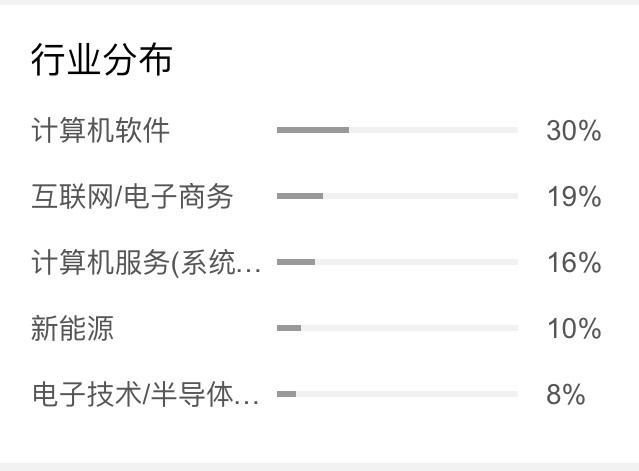 行业分布
计算机软件 30%
互联网/电子商务 19%
计算机服务(系统... 16%
新能源 10%
电子技术/半导体... 8%